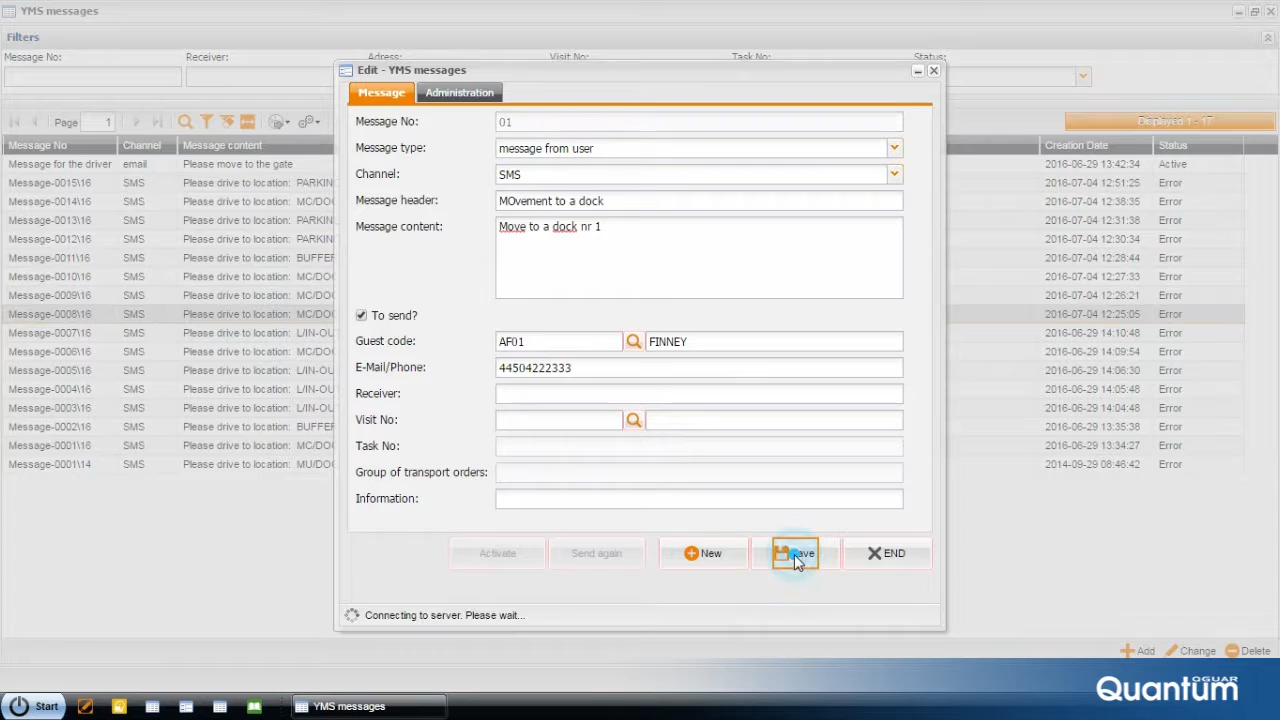 YMS messages
Filters
Message No: Receiver: Adress: Visit No: Task No: Status:
Edit - YMS messages
Message Administration
Page 1
Displayed 1 - 17
Message No Channel Message content Creation Date Status
Message for the driver email Please move to the gate 2016-06-29 13:42:34 Active
Message-0015\16 SMS Please drive to location: PARKIN 2016-07-04 12:51:25 Error
Message-0014\16 SMS Please drive to location: MC/DO 2016-07-04 12:38:35 Error
Message-0013\16 SMS Please drive to location: PARKIN 2016-07-04 12:31:38 Error
Message-0012\16 SMS Please drive to location: PARKIN 2016-07-04 12:30:34 Error
Message-0011\16 SMS Please drive to location: BUFFER 2016-07-04 12:28:44 Error
Message-0010\16 SMS Please drive to location: MC/DO 2016-07-04 12:27:33 Error
Message-0009\16 SMS Please drive to location: MC/DO 2016-07-04 12:26:21 Error
Message-0008\16 SMS Please drive to location: MC/DO 2016-07-04 12:25:05 Error
Message-0007\16 SMS Please drive to location: L/IN-OU 2016-06-29 14:10:48 Error
Message-0006\16 SMS Please drive to location: MC/DO 2016-06-29 14:09:54 Error
Message-0005\16 SMS Please drive to location: L/IN-OU 2016-06-29 14:06:30 Error
Message-0004\16 SMS Please drive to location: L/IN-OU 2016-06-29 14:05:48 Error
Message-0003\16 SMS Please drive to location: L/IN-OU 2016-06-29 14:04:48 Error
Message-0002\16 SMS Please drive to location: BUFFER 2016-06-29 13:35:38 Error
Message-0001\16 SMS Please drive to location: MC/DO 2016-06-29 13:34:27 Error
Message-0001\14 SMS Please drive to location: MU/DO 2014-09-29 08:46:42 Error
Message No: 01
Message type: message from user
Channel: SMS
Message header: MOvement to a dock
Message content: Move to a dock nr 1
To send?
Guest code: AF01 FINNEY
E-Mail/Phone: 44504222333
Receiver:
Visit No:
Task No:
Group of transport orders:
Information:
Activate Send again New Save END
Connecting to server. Please wait...
Add Change Delete
OGUAR
Quantum
Start YMS messages